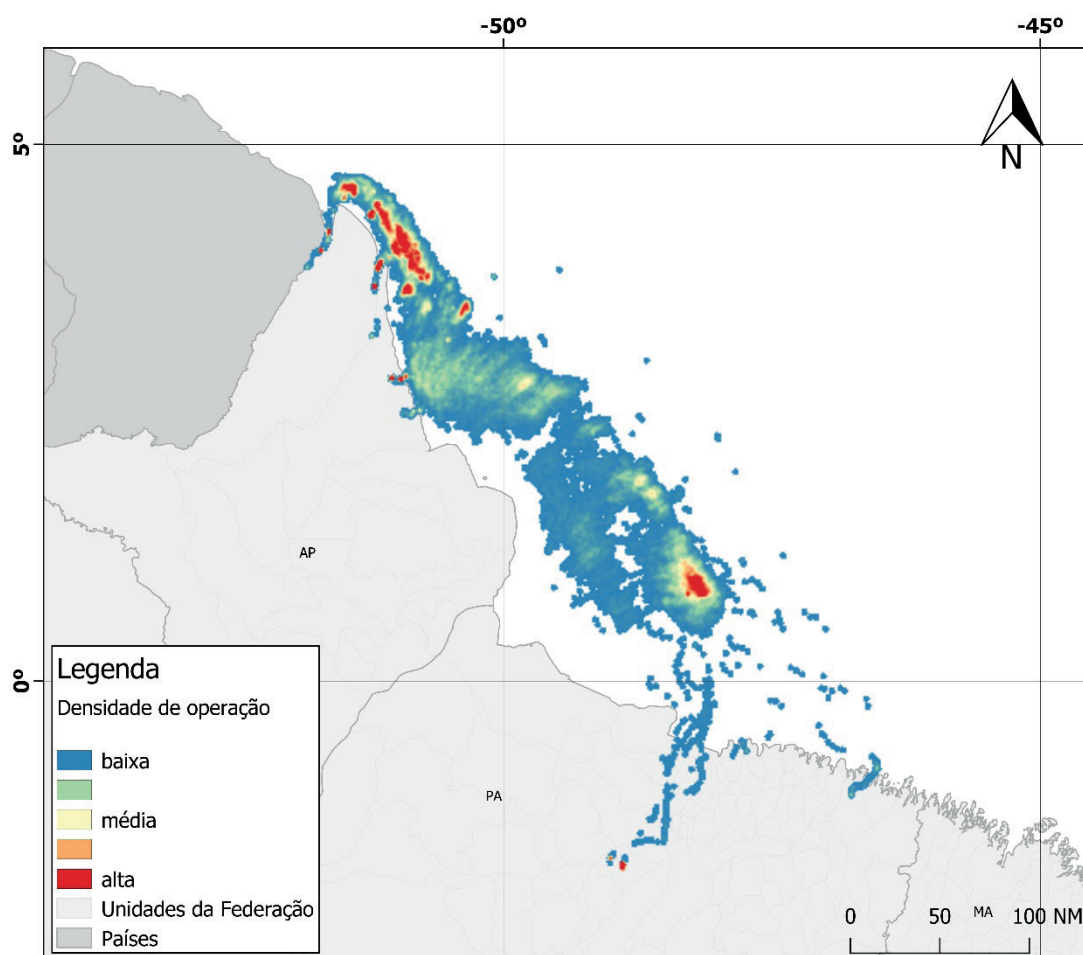 -50º
-45º
5º
N
AP
0º
Legenda
Densidade de operação
baixa
média
alta
Unidades da Federação
Países
PA
0 50 100 NM
MA